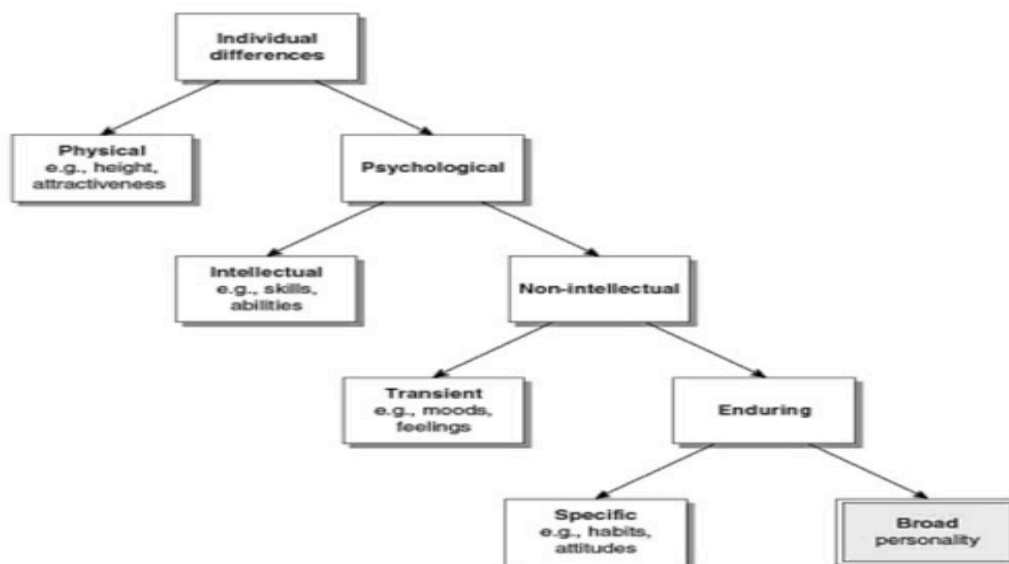 Individual
differences
Physical
e.g., height,
attractiveness
Psychological
Intellectual
e.g., skills,
abilities
Non-intellectual
Transient
e.g., moods,
feelings
Enduring
Specific
e.g., habits,
attitudes
Broad
personality